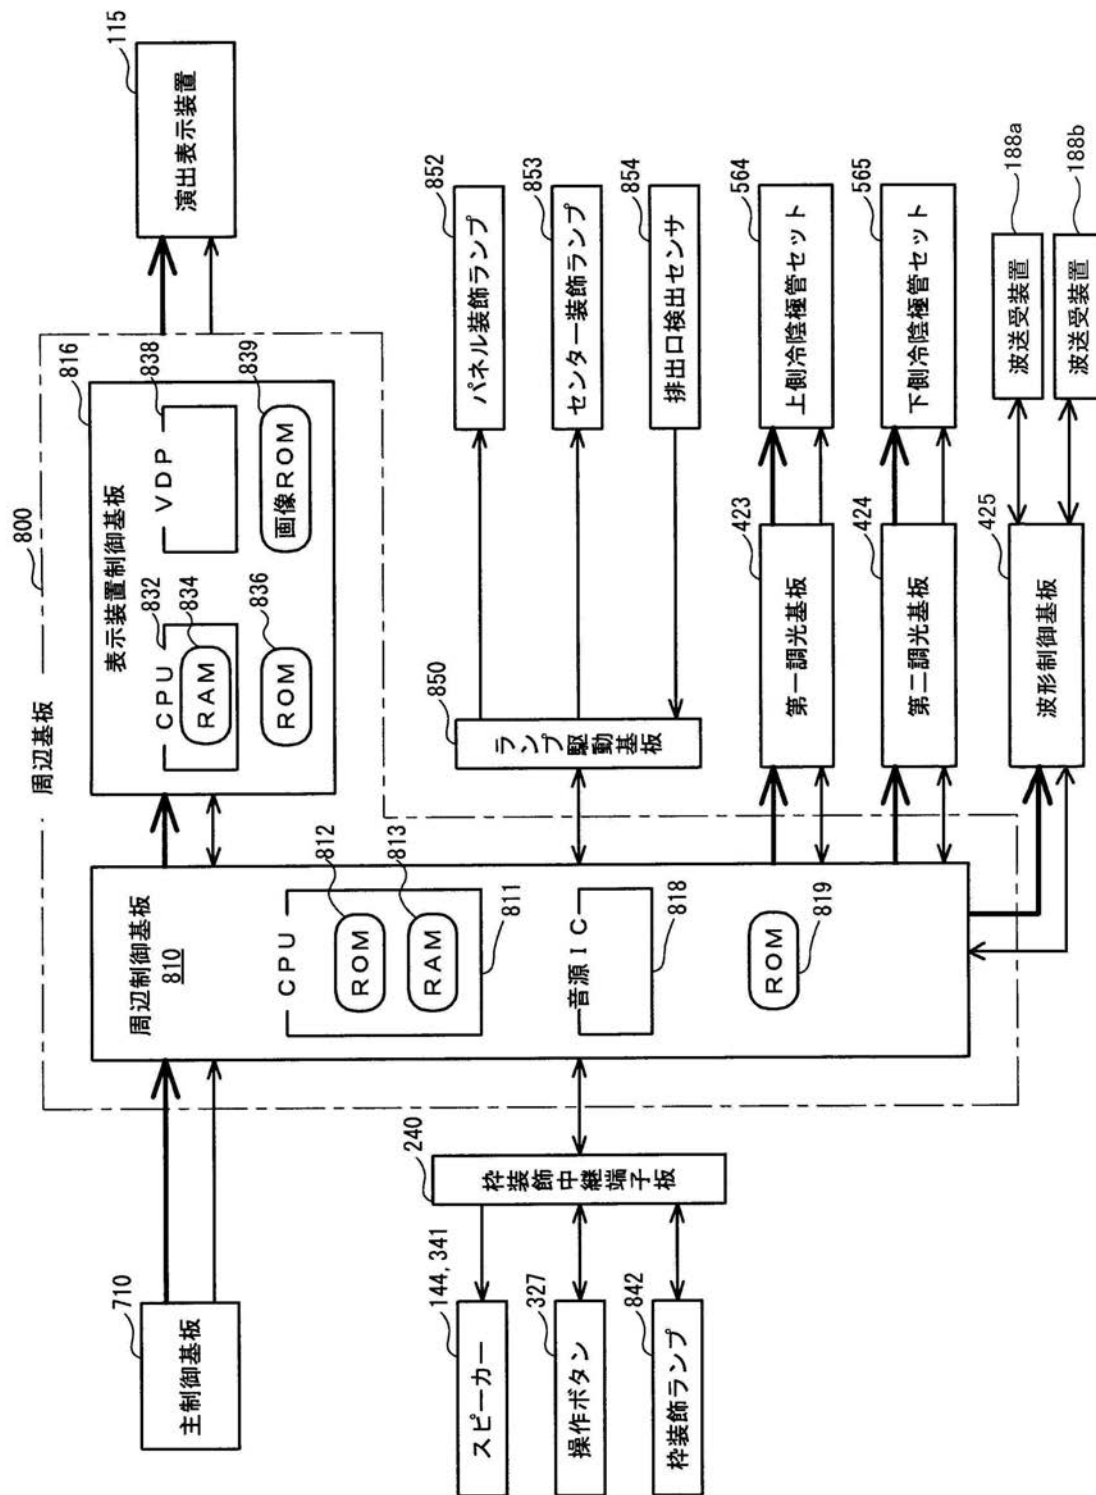 周辺基板
800
主制御基板
710
周辺制御基板
810
CPU
ROM
812
RAM
813
811
音源IC
818
ROM
819
表示装置制御基板
816
CPU
832
RAM
834
ROM
836
VDP
838
画像ROM
839
演出表示装置
115
枠装飾中継端子板
240
スピーカー
144, 341
操作ボタン
327
枠装飾ランプ
842
ランプ駆動基板
850
パネル装飾ランプ
852
センター装飾ランプ
853
排出口検出センサ
854
第一調光基板
423
上側冷陰極管セット
564
第二調光基板
424
下側冷陰極管セット
565
波形制御基板
425
波送受装置
188a
波送受装置
188b